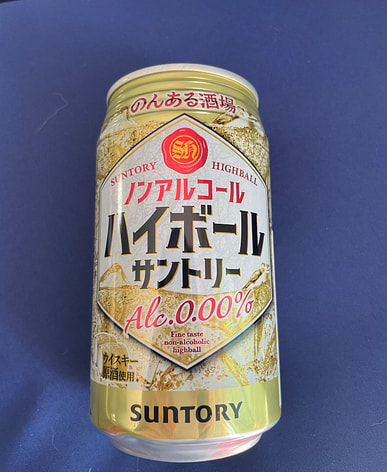 のんある酒場
SH
SUNTORY HIGHBALL
ノンアルコール
ハイボール
サントリー
Alc.0.00%
Fine taste
non-alcoholic
highball
ウイスキー
原酒使用。
SUNTORY